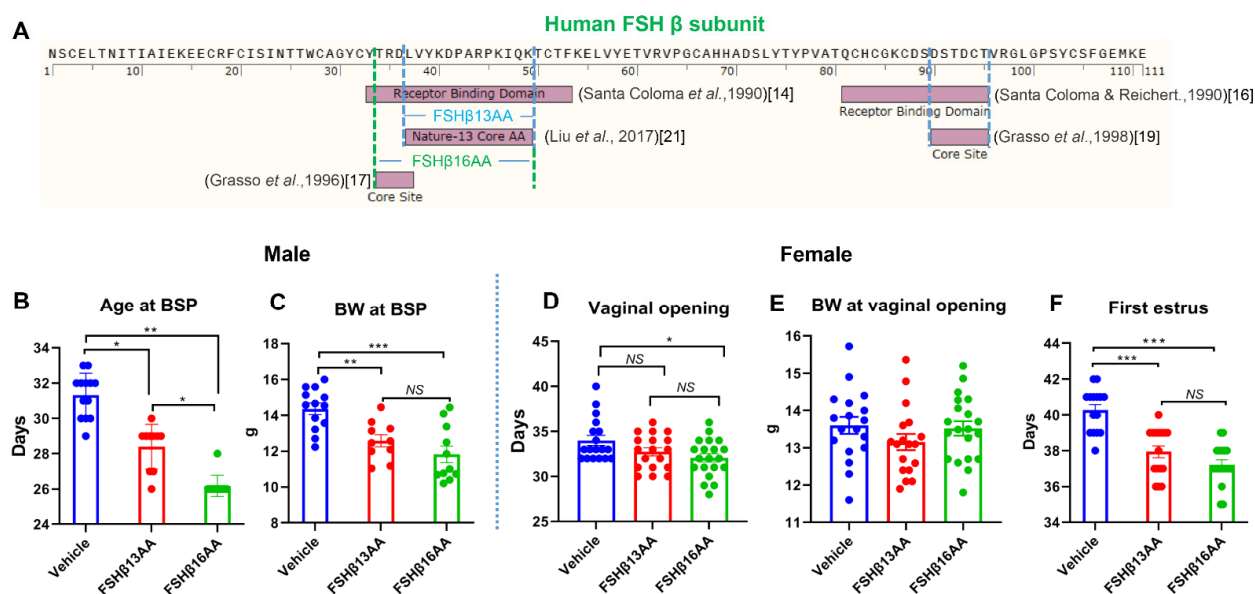 Human FSH β subunit
A
NSCELTNITIAIEKEECRFCISINTTWCAGYCYTRDLVYKDPARPKIQKTCTFKELVYETVRVPGCAHHADSLYTYPVATQCHCGKCDSDSTDCTVRGLGPSYCSFGEMKE
1 10 20 30 40 50 60 70 80 90 100 110 111
Receptor Binding Domain (Santa Coloma et al.,1990)[14] (Santa Coloma & Reichert.,1990)[16]
Receptor Binding Domain
FSHβ13AA
Nature-13 Core AA (Liu et al., 2017)[21] (Grasso et al.,1998)[19]
Core Site
FSHβ16AA
(Grasso et al.,1996)[17]
Core Site
Male Female
B Age at BSP
Days
34
32
30
28
26
24
**
*
*
Vehicle
FSHβ13AA
FSHβ16AA
C BW at BSP
g
18
16
14
12
10
8
***
**
NS
Vehicle
FSHβ13AA
FSHβ16AA
D Vaginal opening
Days
45
40
35
30
25
*
NS
NS
Vehicle
FSHβ13AA
FSHβ16AA
E BW at vaginal opening
g
16
15
14
13
12
11
Vehicle
FSHβ13AA
FSHβ16AA
F First estrus
Days
44
42
40
38
36
34
***
***
NS
Vehicle
FSHβ13AA
FSHβ16AA